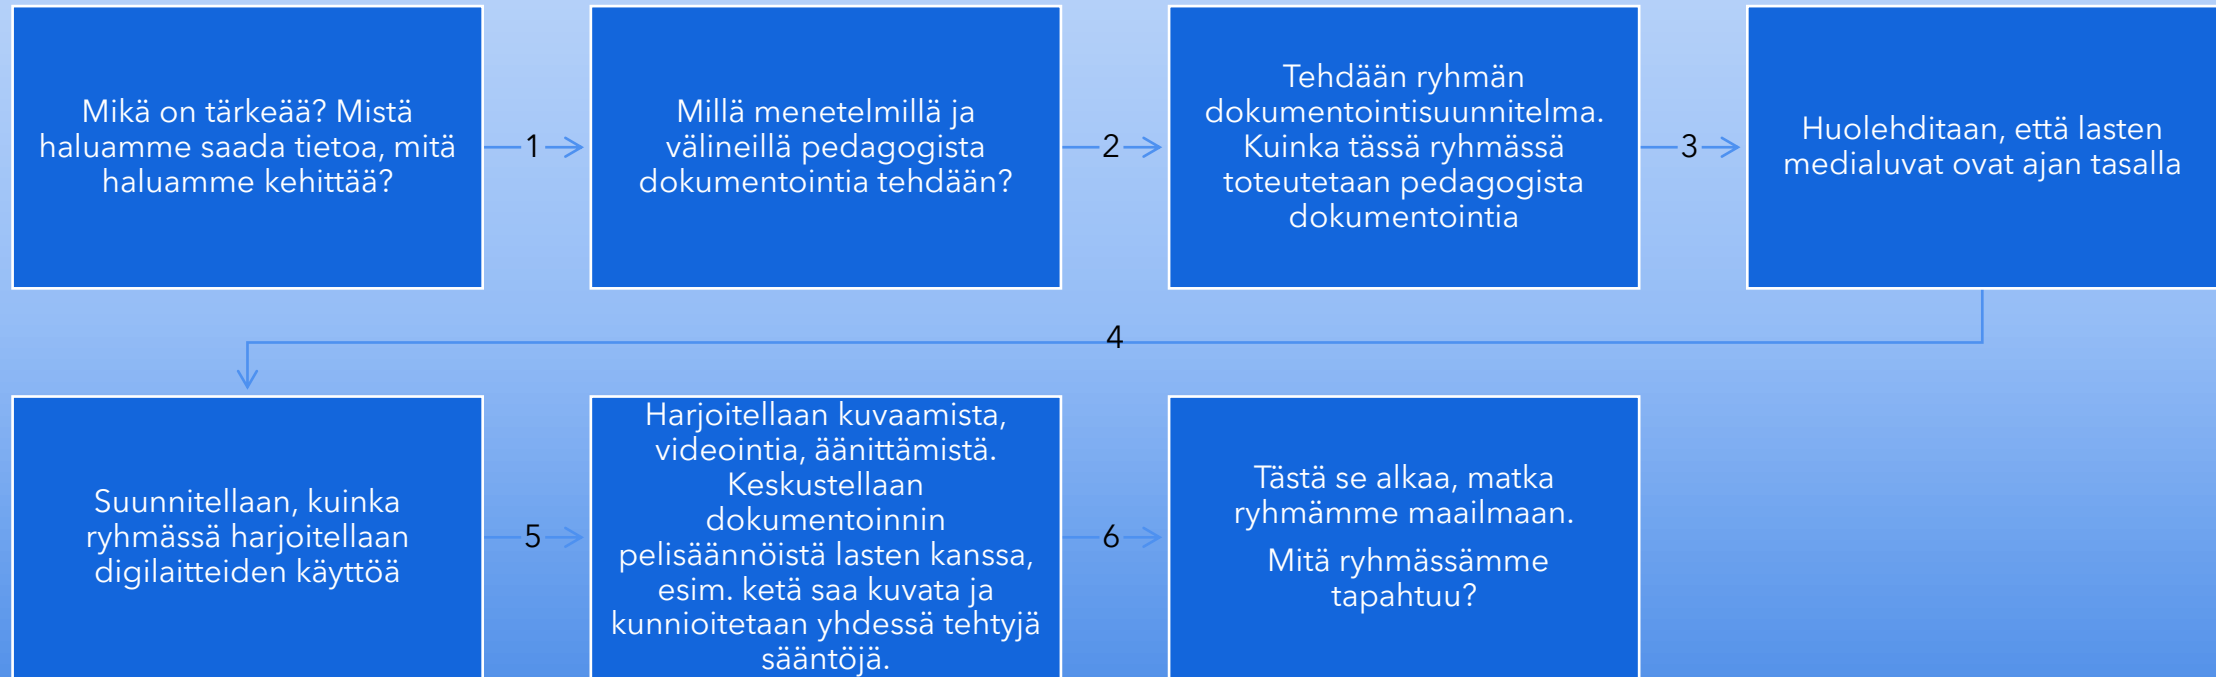 Mikä on tärkeää? Mistä
haluamme saada tietoa, mitä
haluamme kehittää?
1
Millä menetelmillä ja
välineillä pedagogista
dokumentointia tehdään?
2
Tehdään ryhmän
dokumentointisuunnitelma.
Kuinka tässä ryhmässä
toteutetaan pedagogista
dokumentointia
3
Huolehditaan, että lasten
medialuvat ovat ajan tasalla
4
Suunnitellaan, kuinka
ryhmässä harjoitellaan
digilaitteiden käyttöä
5
Harjoitellaan kuvaamista,
videointia, äänittämistä.
Keskustellaan
dokumentoinnin
pelisäännöistä lasten kanssa,
esim. ketä saa kuvata ja
kunnioitetaan yhdessä tehtyjä
sääntöjä.
6
Tästä se alkaa, matka
ryhmämme maailmaan.
Mitä ryhmässämme
tapahtuu?